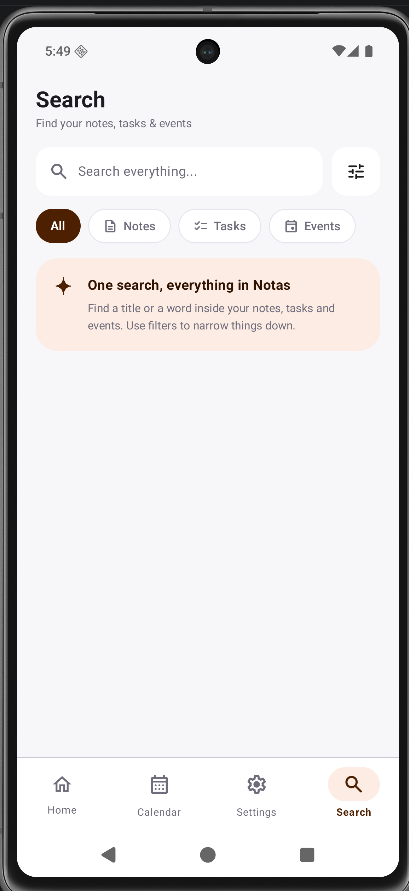 5:49
Search
Find your notes, tasks & events
Search everything...
All
Notes
Tasks
Events
One search, everything in Notas
Find a title or a word inside your notes, tasks and
events. Use filters to narrow things down.
Home
Calendar
Settings
Search